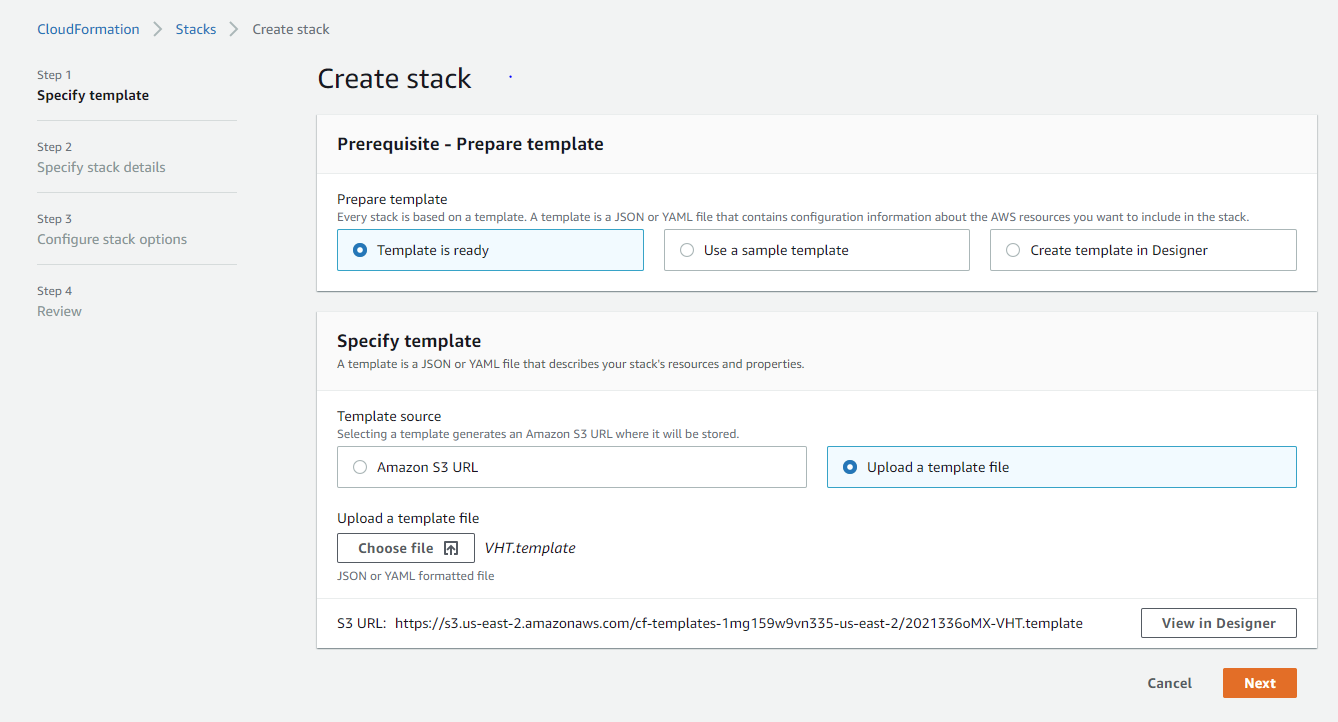 CloudFormation > Stacks > Create stack
Step 1
Specify template
Step 2
Specify stack details
Step 3
Configure stack options
Step 4
Review
Create stack
Prerequisite - Prepare template
Prepare template
Every stack is based on a template. A template is a JSON or YAML file that contains configuration information about the AWS resources you want to include in the stack.
Template is ready
Use a sample template
Create template in Designer
Specify template
A template is a JSON or YAML file that describes your stack's resources and properties.
Template source
Selecting a template generates an Amazon S3 URL where it will be stored.
Amazon S3 URL
Upload a template file
Upload a template file
Choose file VHT.template
JSON or YAML formatted file
S3 URL: https://s3.us-east-2.amazonaws.com/cf-templates-1mg159w9vn335-us-east-2/2021336oMX-VHT.template
View in Designer
Cancel
Next